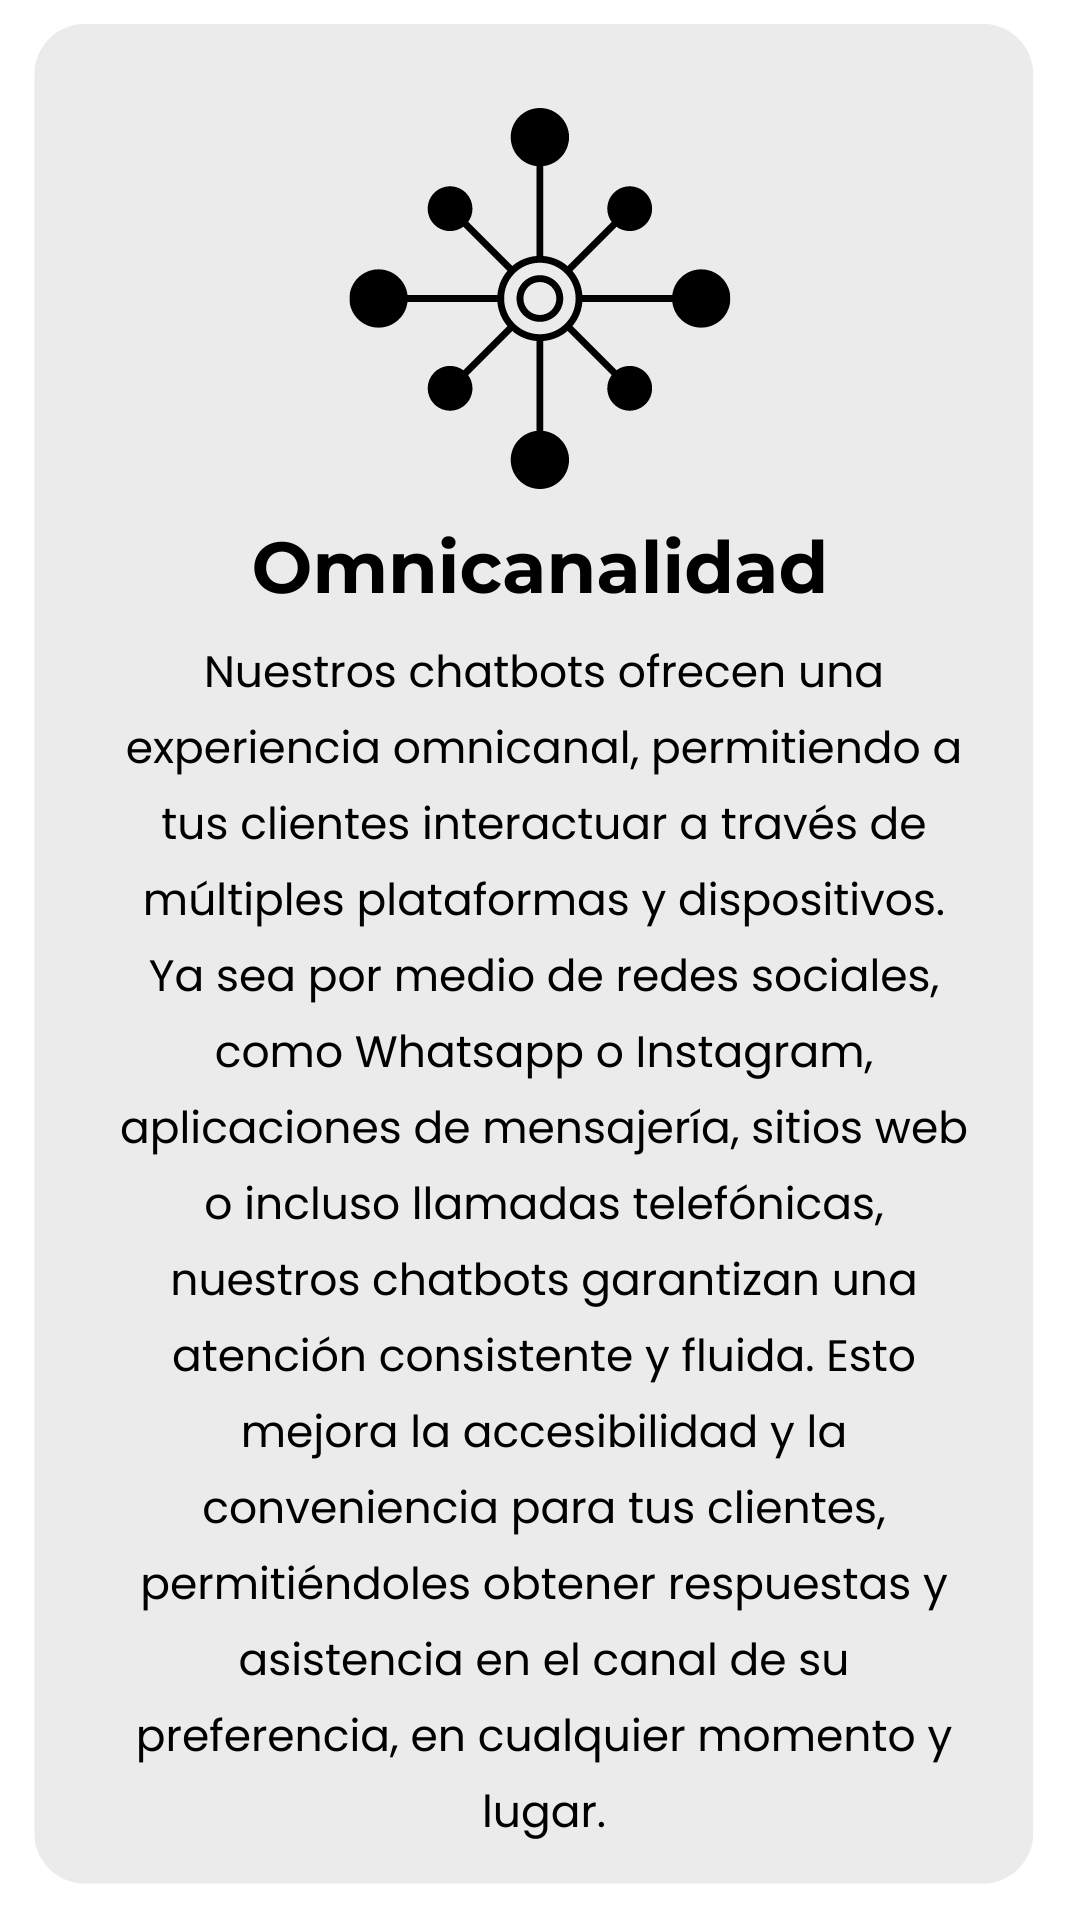 Omnicanalidad
Nuestros chatbots ofrecen una
experiencia omnicanal, permitiendo a
tus clientes interactuar a través de
múltiples plataformas y dispositivos.
Ya sea por medio de redes sociales,
como Whatsapp o Instagram,
aplicaciones de mensajería, sitios web
o incluso llamadas telefónicas,
nuestros chatbots garantizan una
atención consistente y fluida. Esto
mejora la accesibilidad y la
conveniencia para tus clientes,
permitiéndoles obtener respuestas y
asistencia en el canal de su
preferencia, en cualquier momento y
lugar.